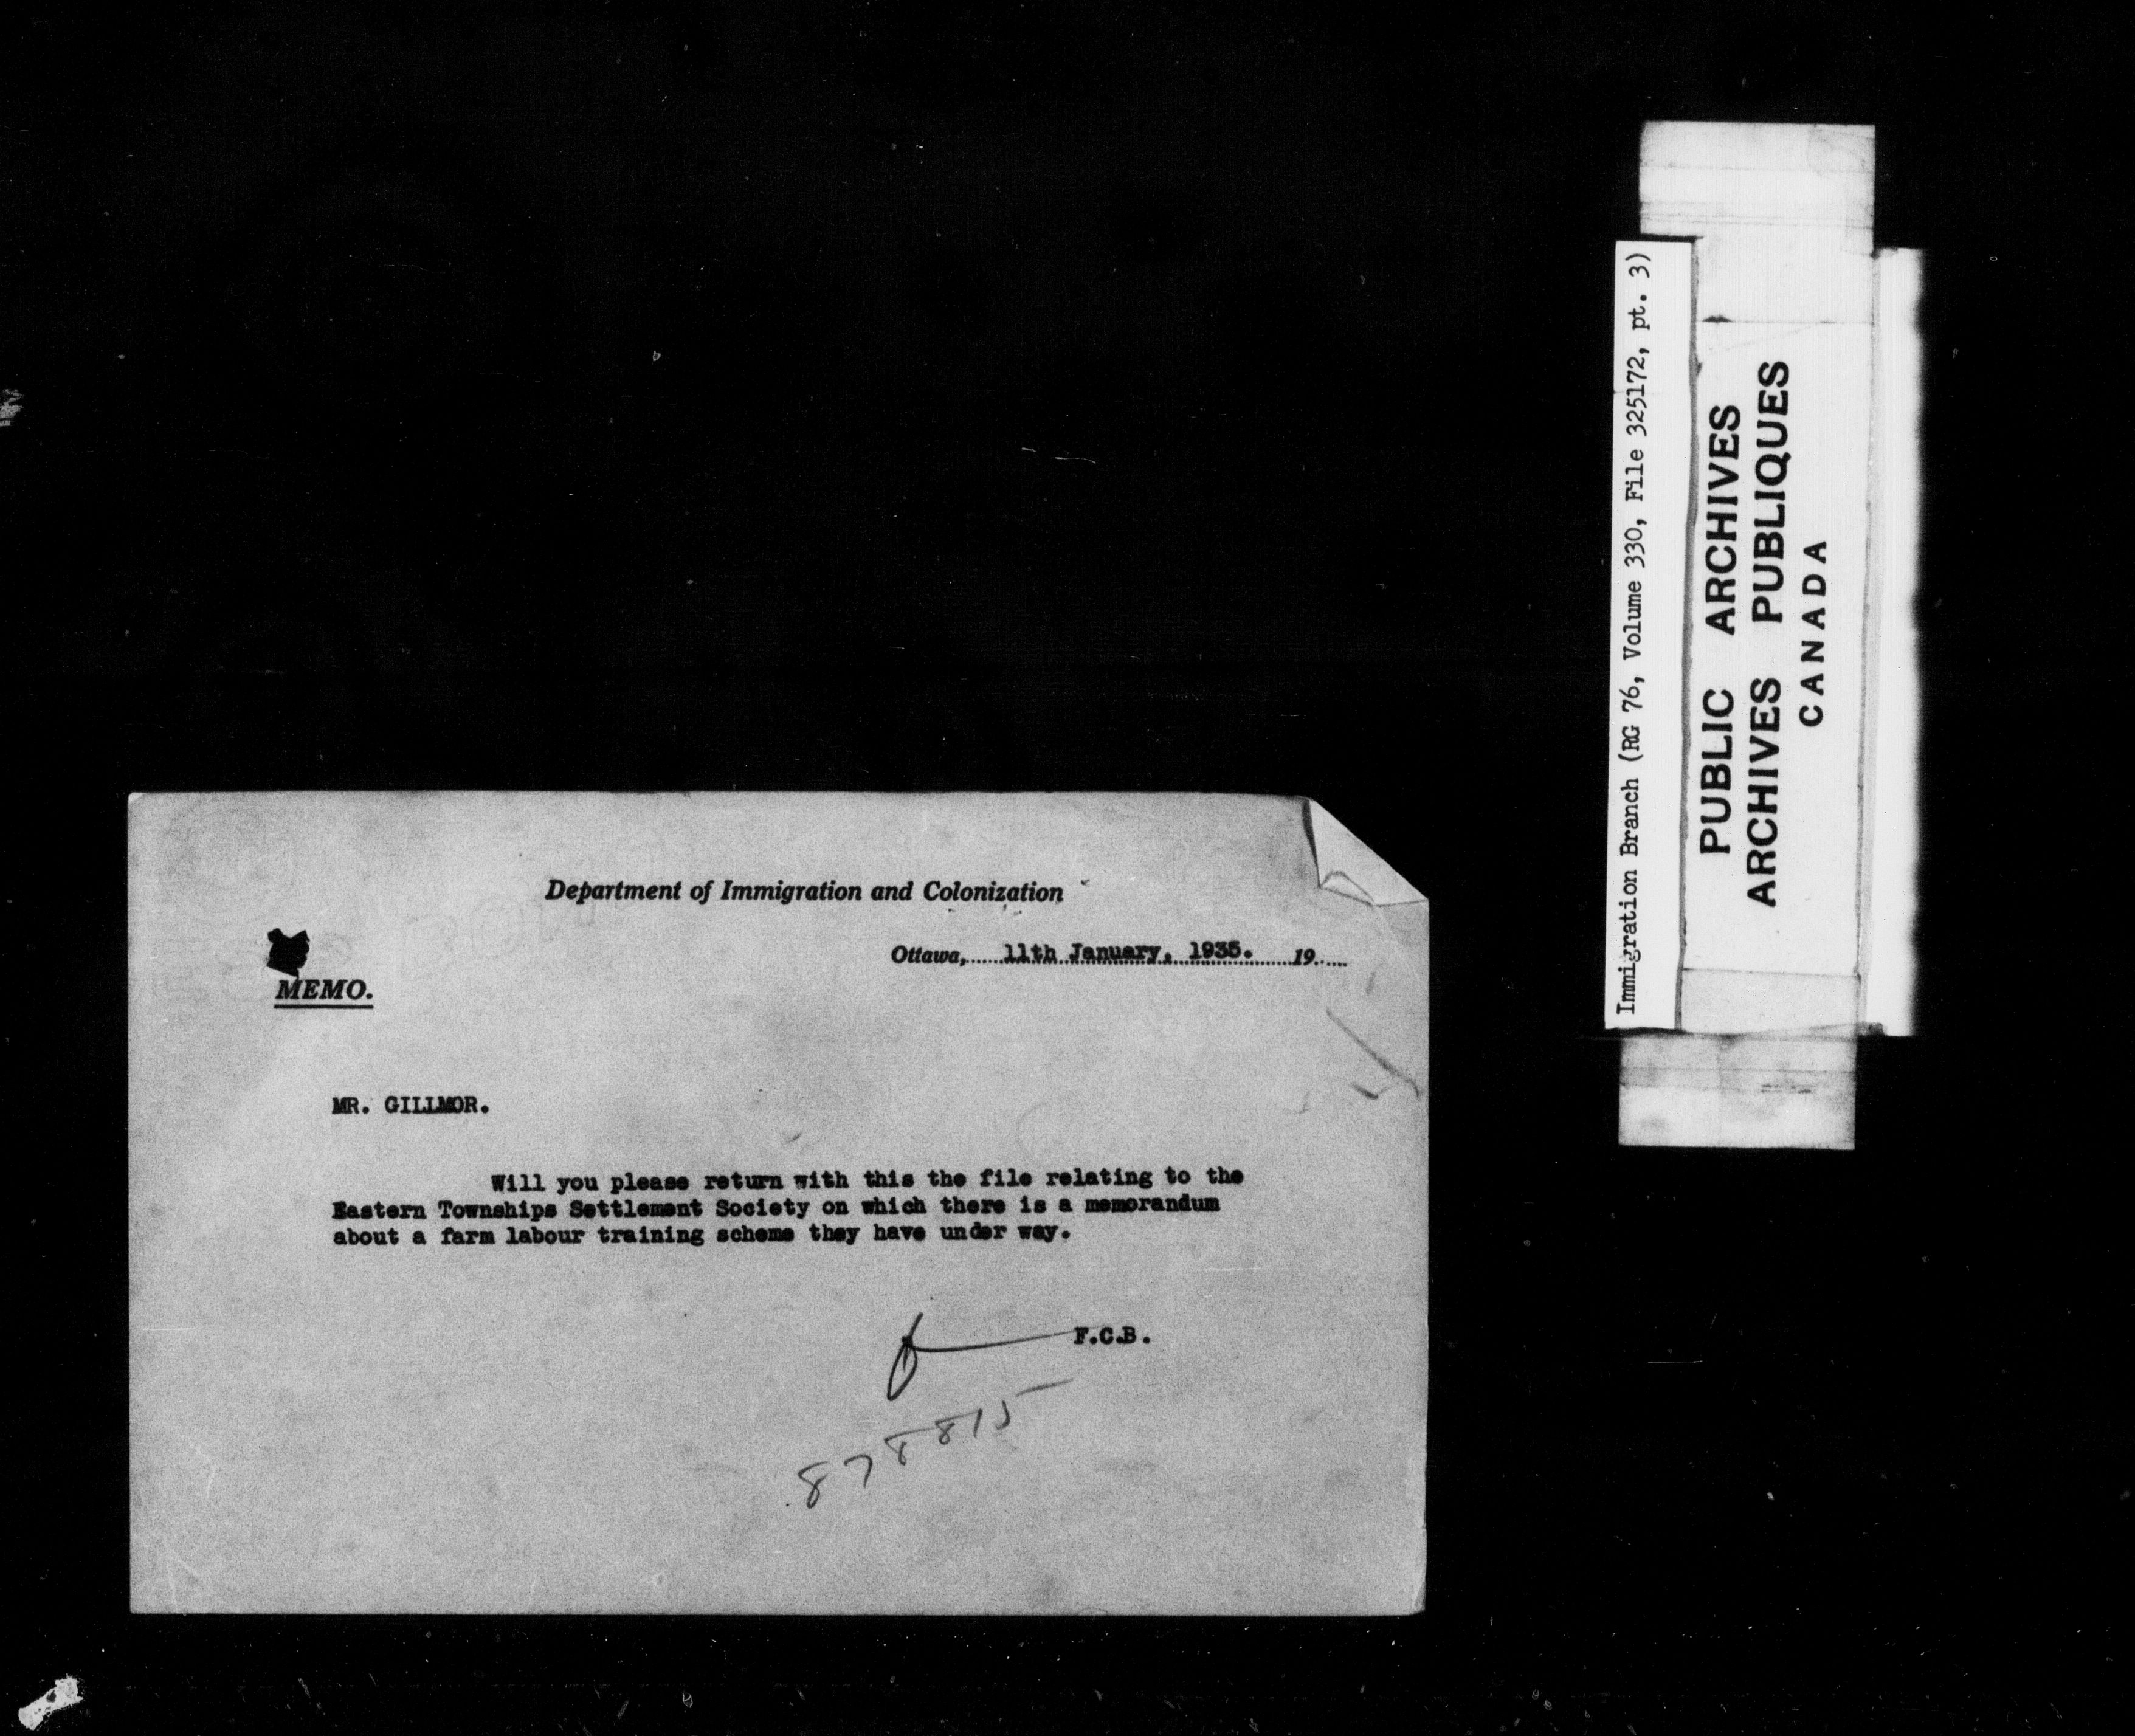 Department of Immigration and Colonization
Ottawa, 11th January, 1935. 19
MEMO.
MR. GILLMOR.
Will you please return with this the file relating to the
Eastern Townships Settlement Society on which there is a memorandum
about a farm labour training scheme they have under way.
F.C.B.
878815
Immigration Branch (RG 76, Volume 330, File 325172, pt. 3)
PUBLIC ARCHIVES
ARCHIVES PUBLIQUES
CANADA